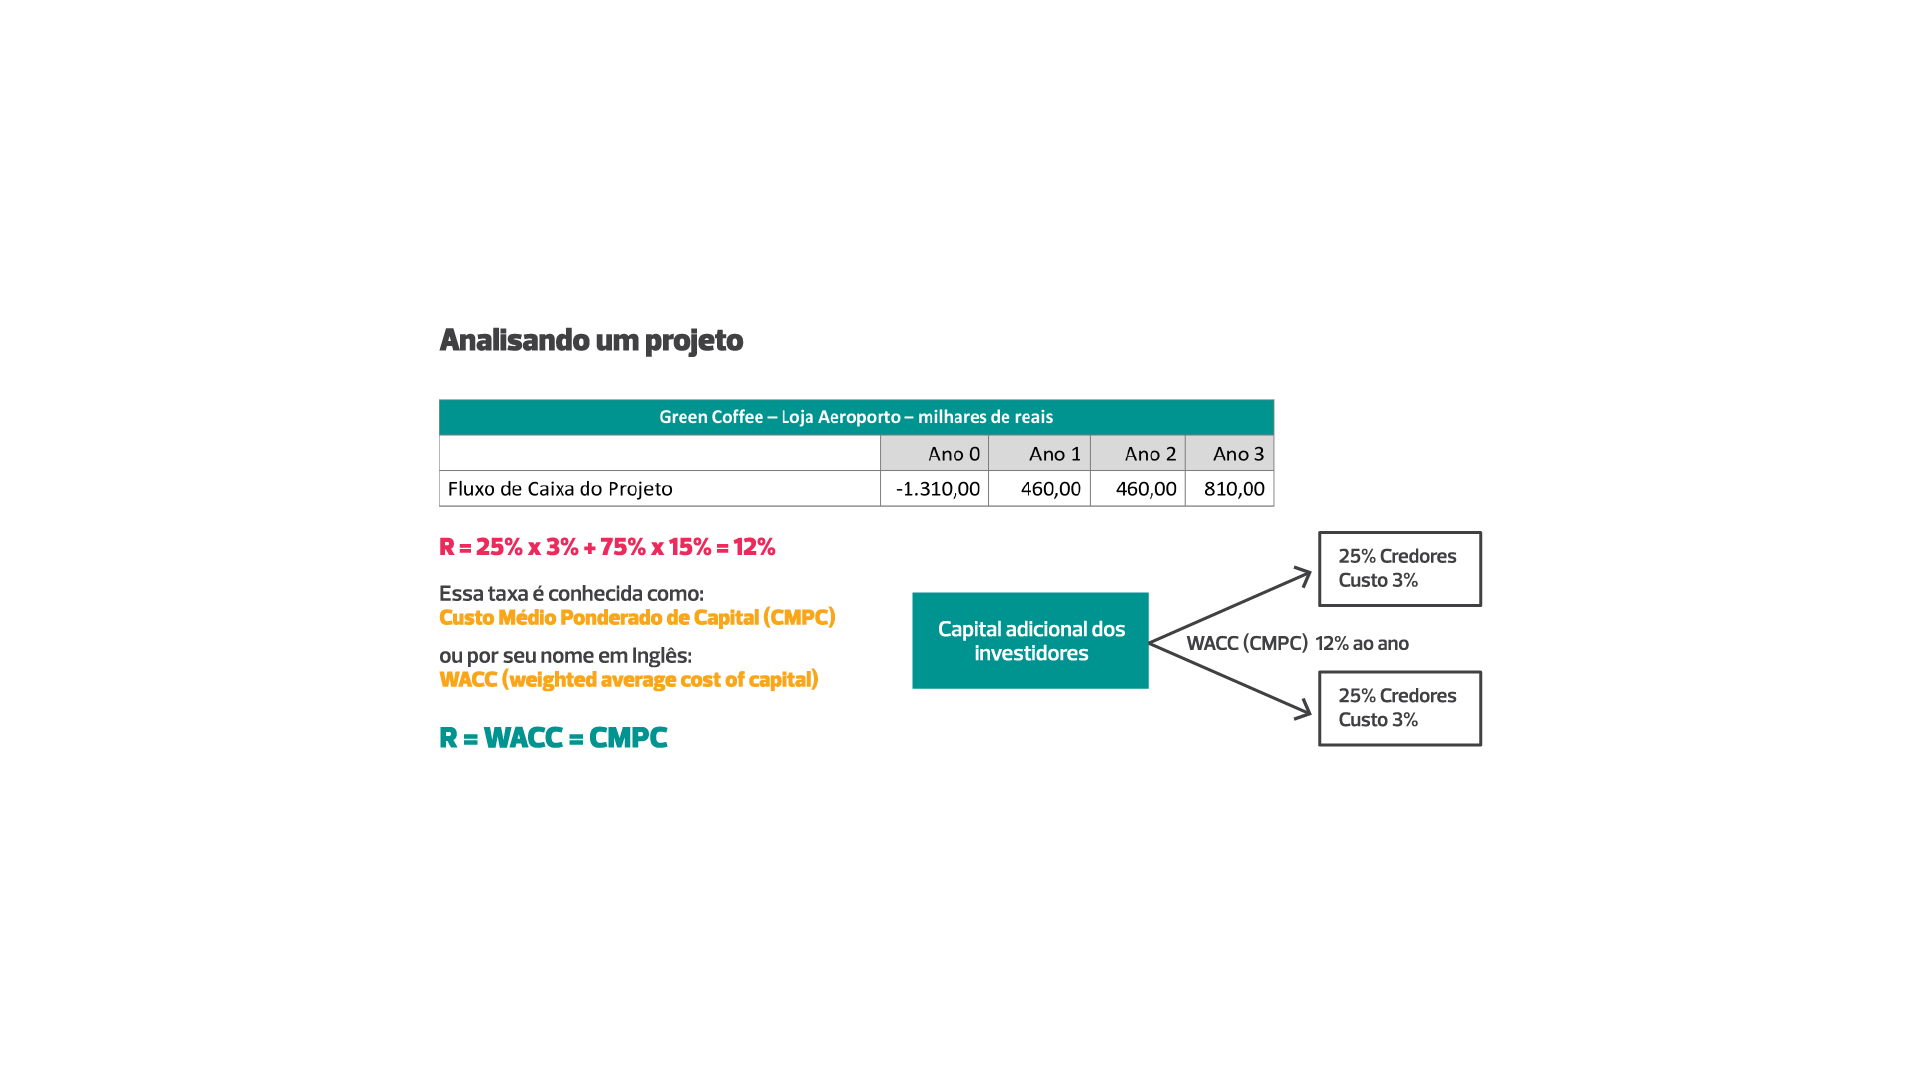 Analisando um projeto
Green Coffee – Loja Aeroporto – milhares de reais
Ano 0 Ano 1 Ano 2 Ano 3
Fluxo de Caixa do Projeto -1.310,00 460,00 460,00 810,00
R = 25% x 3% + 75% x 15% = 12%
Essa taxa é conhecida como:
Custo Médio Ponderado de Capital (CMPC)
ou por seu nome em Inglês:
WACC (weighted average cost of capital)
R = WACC = CMPC
Capital adicional dos
investidores
25% Credores
Custo 3%
WACC (CMPC) 12% ao ano
25% Credores
Custo 3%